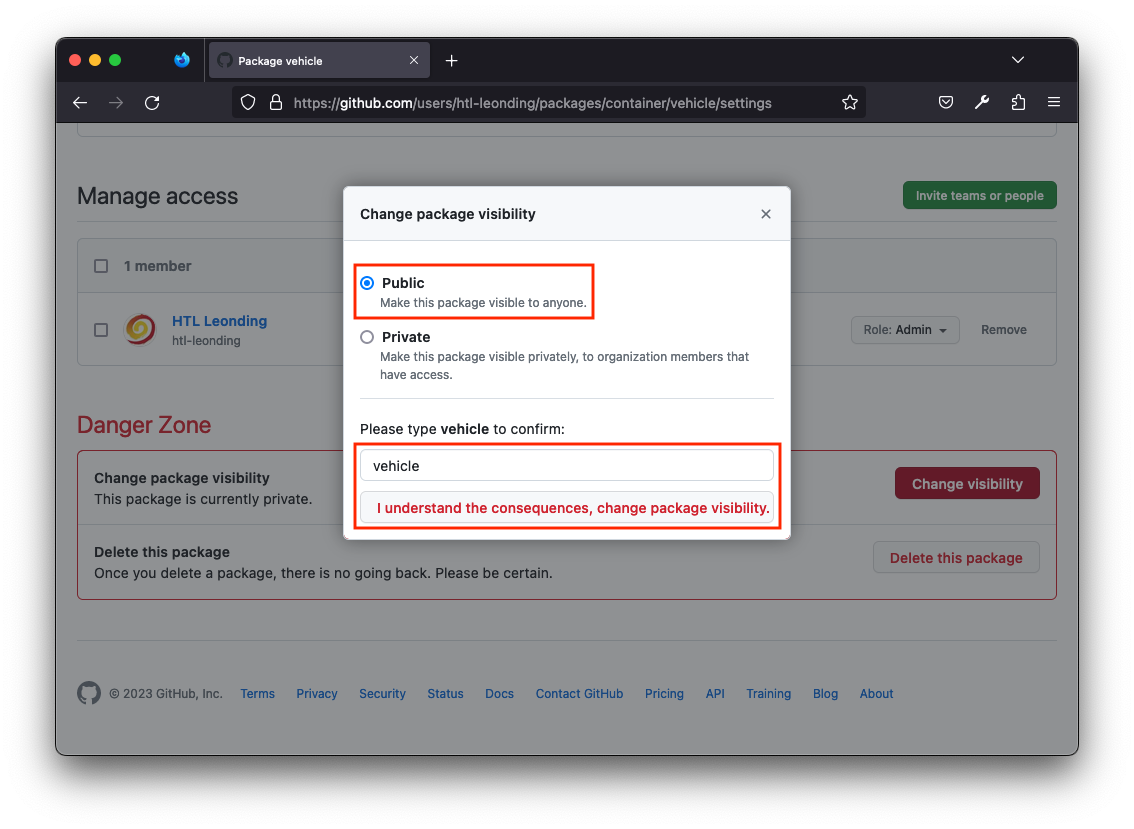 Package vehicle
https://github.com/users/htl-leonding/packages/container/vehicle/settings
Manage access
Invite teams or people
1 member
HTL Leonding
htl-leonding
Role: Admin
Remove
Change package visibility
Public
Make this package visible to anyone.
Private
Make this package visible privately, to organization members that
have access.
Please type vehicle to confirm:
vehicle
I understand the consequences, change package visibility.
Danger Zone
Change package visibility
This package is currently private.
Change visibility
Delete this package
Once you delete a package, there is no going back. Please be certain.
Delete this package
© 2023 GitHub, Inc.
Terms
Privacy
Security
Status
Docs
Contact GitHub
Pricing
API
Training
Blog
About